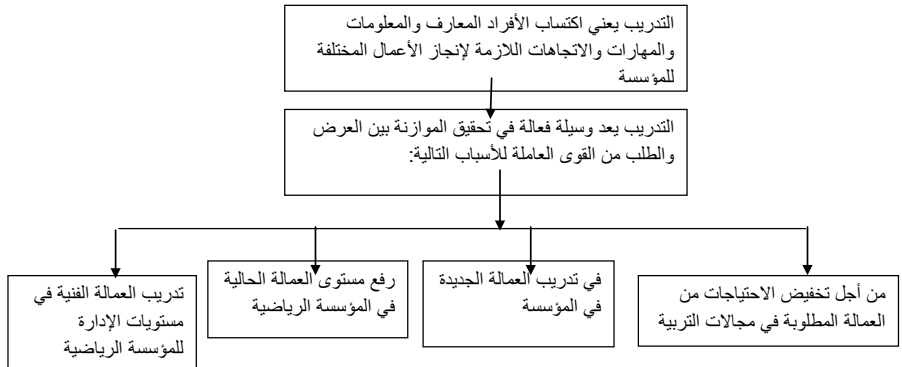 التدريب يعني اكتساب الأفراد المعارف والمعلومات
والمهارات والاتجاهات اللازمة لإنجاز الأعمال المختلفة
للمؤسسة
التدريب يعد وسيلة فعالة في تحقيق الموازنة بين العرض
والطلب من القوى العاملة للأسباب التالية:
من أجل تخفيض الاحتياجات من
العمالة المطلوبة في مجالات التربية
في تدريب العمالة الجديدة
في المؤسسة
رفع مستوى العمالة الحالية
في المؤسسة الرياضية
تدريب العمالة الفنية في
مستويات الإدارة
للمؤسسة الرياضية